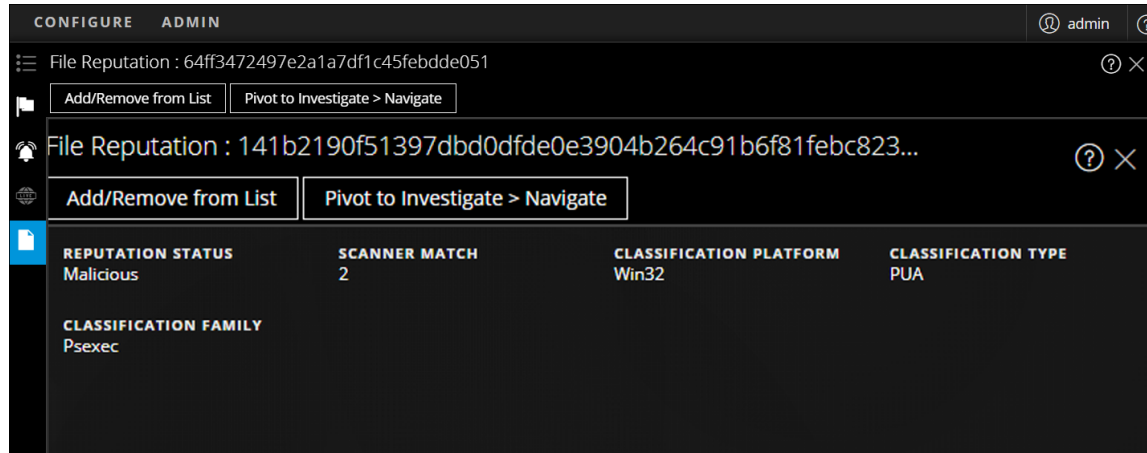 CONFIGURE ADMIN admin
File Reputation : 64ff3472497e2a1a7df1c45febdde051
Add/Remove from List Pivot to Investigate > Navigate
File Reputation : 141b2190f51397dbd0dfde0e3904b264c91b6f81febc823...
Add/Remove from List Pivot to Investigate > Navigate
REPUTATION STATUS SCANNER MATCH CLASSIFICATION PLATFORM CLASSIFICATION TYPE
Malicious 2 Win32 PUA
CLASSIFICATION FAMILY
Psexec